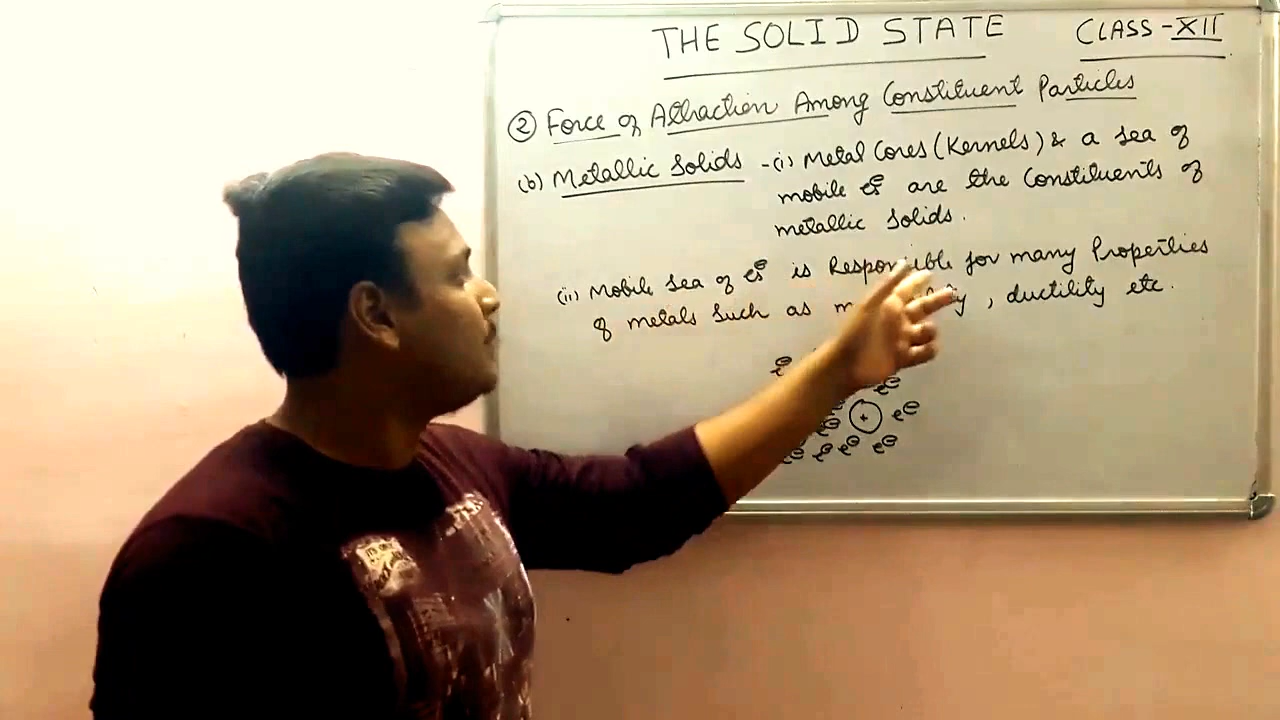 THE SOLID STATE CLASS-XII
② Force of Attraction Among Constituent Particles
(b) Metallic Solids - (i) Metal Cores (Kernels) & a sea of
mobile e⊖s are the Constituents of
metallic Solids.
(ii) Mobile Sea of e⊖s is Responsible for many Properties
of metals Such as , ductility etc.
e⊖
e⊖
+ e⊖
e⊖ e⊖ e⊖ e⊖ e⊖